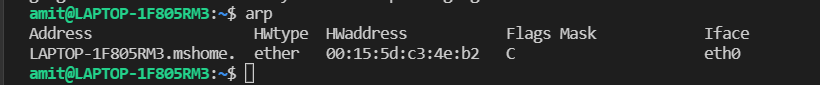 amit@LAPTOP-1F805RM3:~$ arp
Address                  HWtype  HWaddress           Flags Mask            Iface
LAPTOP-1F805RM3.mshome.  ether   00:15:5d:c3:4e:b2   C                     eth0
amit@LAPTOP-1F805RM3:~$